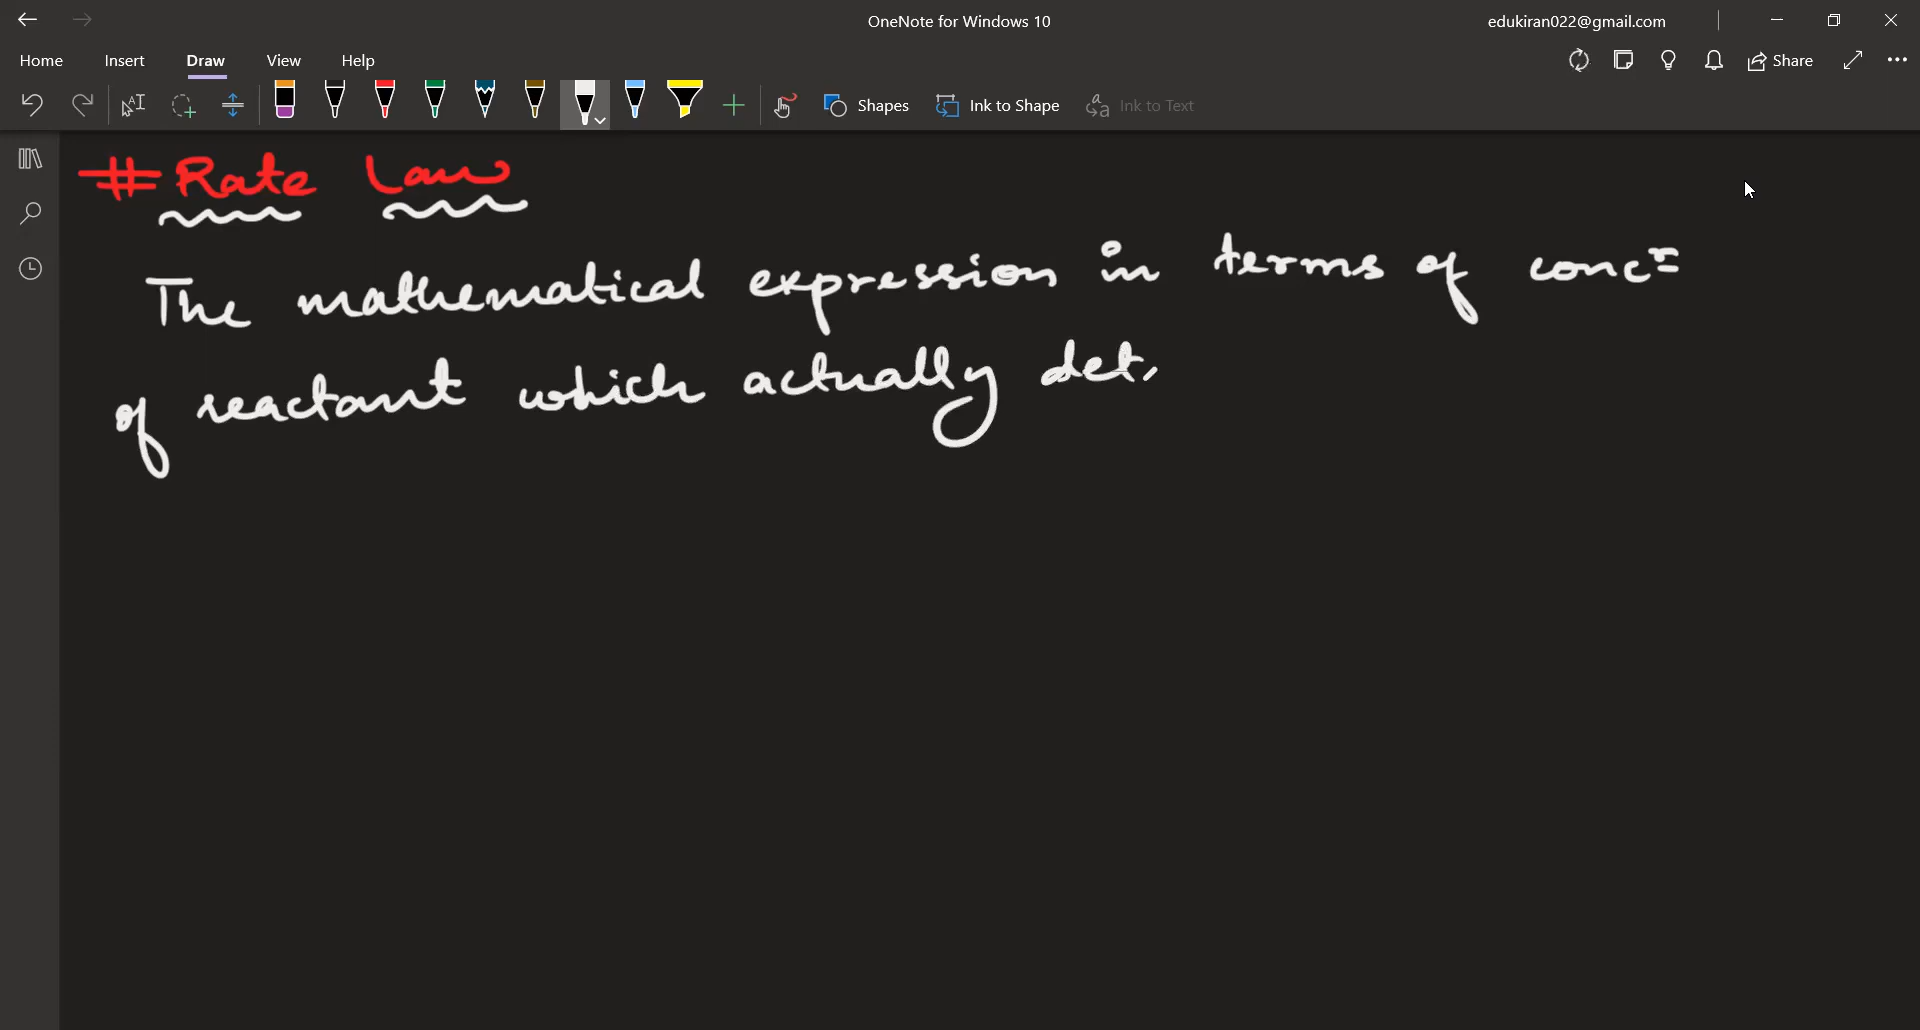 OneNote for Windows 10
edukiran022@gmail.com
Home Insert Draw View Help
Share
Shapes Ink to Shape Ink to Text
# Rate Law
The mathematical expression in terms of conc=
of reactant which actually det,